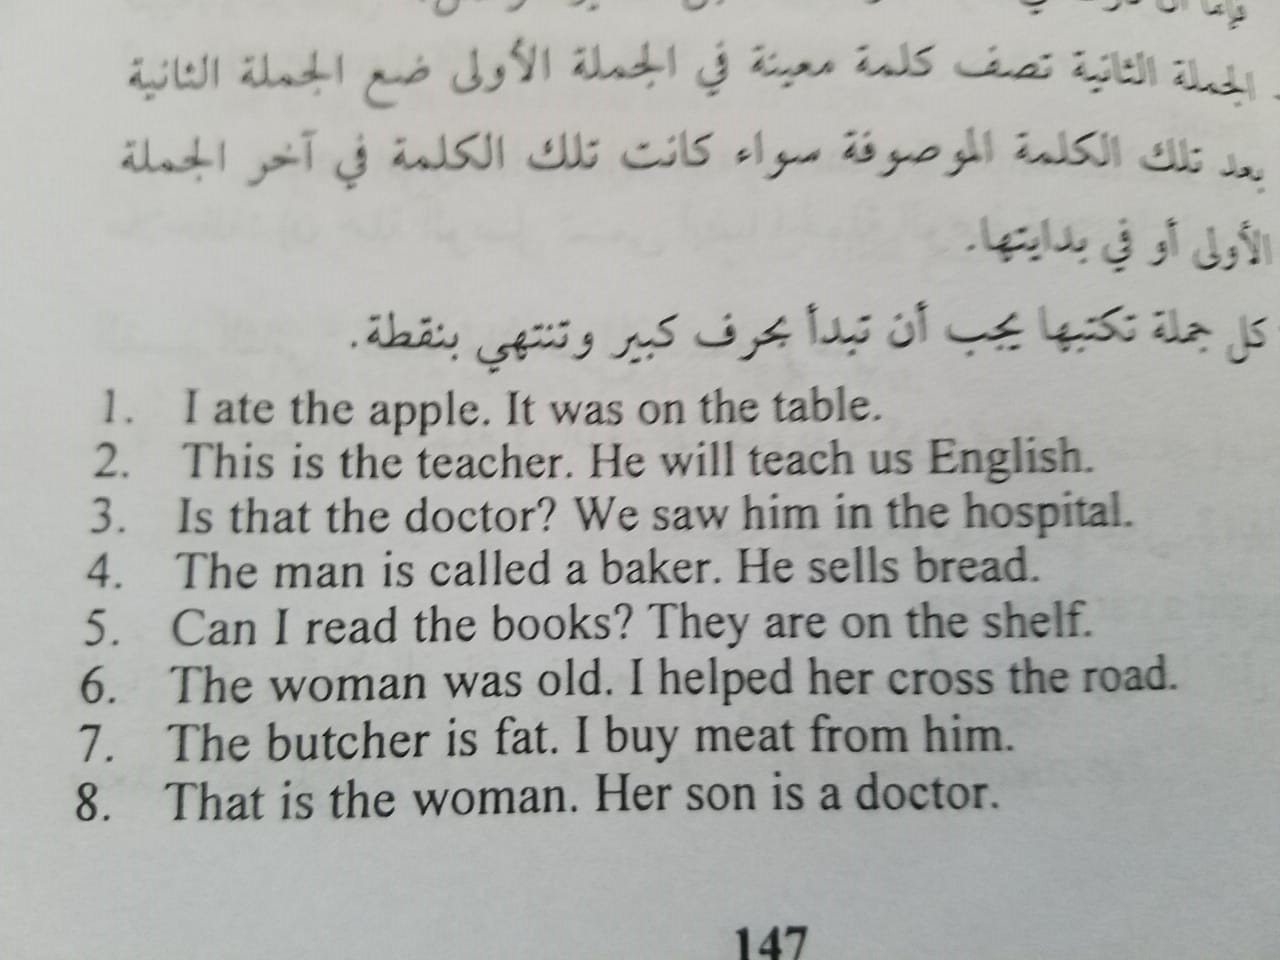 الجملة الثانية تصف كلمة معينة في الجملة الأولى ضع الجملة الثانية
بعد تلك الكلمة الموصوفة سواء كانت تلك الكلمة في آخر الجملة
الأولى أو في بدايتها.
كل جملة تكتبها يجب أن تبدأ بحرف كبير وتنتهي بنقطة.
1. I ate the apple. It was on the table.
2. This is the teacher. He will teach us English.
3. Is that the doctor? We saw him in the hospital.
4. The man is called a baker. He sells bread.
5. Can I read the books? They are on the shelf.
6. The woman was old. I helped her cross the road.
7. The butcher is fat. I buy meat from him.
8. That is the woman. Her son is a doctor.
147